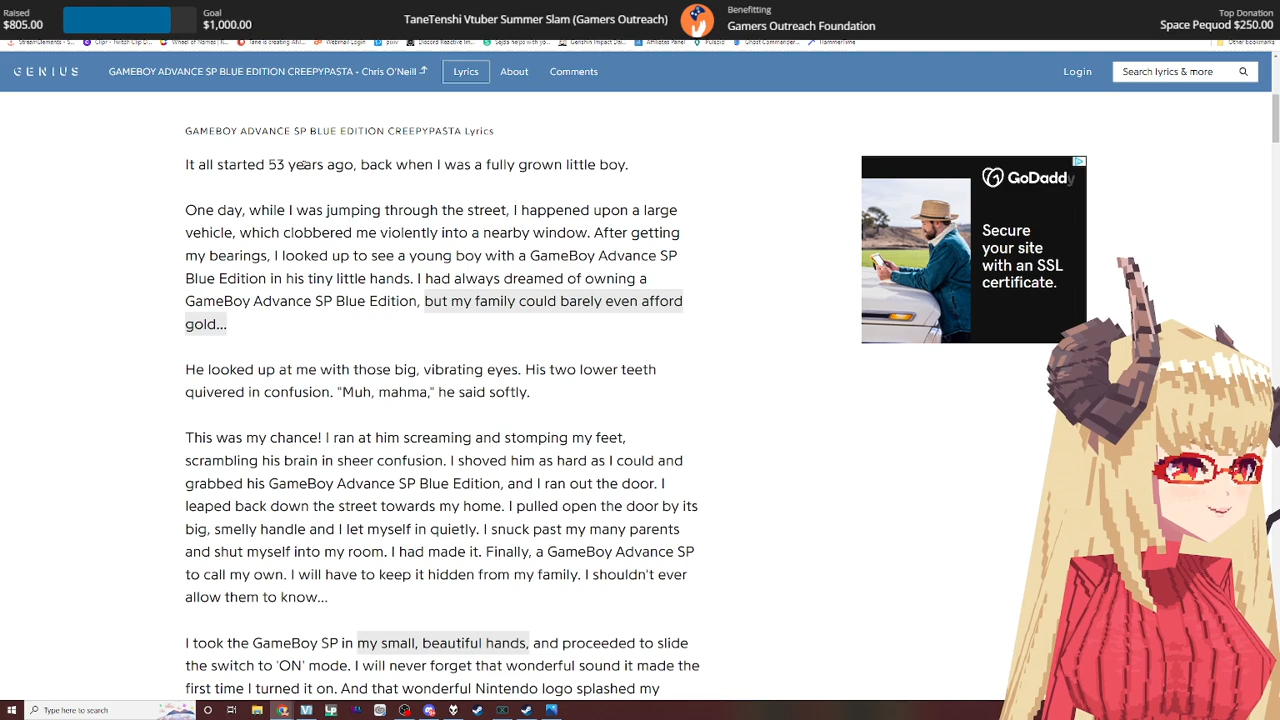 Raised
$805.00
Goal
$1,000.00
TaneTenshi Vtuber Summer Slam (Gamers Outreach)
Benefitting
Gamers Outreach Foundation
Top Donation
Space Pequod $250.00
GENIUS
GAMEBOY ADVANCE SP BLUE EDITION CREEPYPASTA - Chris O'Neill
Lyrics
About
Comments
Login
Search lyrics & more
GAMEBOY ADVANCE SP BLUE EDITION CREEPYPASTA Lyrics
It all started 53 years ago, back when I was a fully grown little boy.
One day, while I was jumping through the street, I happened upon a large
vehicle, which clobbered me violently into a nearby window. After getting
my bearings, I looked up to see a young boy with a GameBoy Advance SP
Blue Edition in his tiny little hands. I had always dreamed of owning a
GameBoy Advance SP Blue Edition, but my family could barely even afford
gold...
He looked up at me with those big, vibrating eyes. His two lower teeth
quivered in confusion. "Muh, mahma," he said softly.
This was my chance! I ran at him screaming and stomping my feet,
scrambling his brain in sheer confusion. I shoved him as hard as I could and
grabbed his GameBoy Advance SP Blue Edition, and I ran out the door. I
leaped back down the street towards my home. I pulled open the door by its
big, smelly handle and I let myself in quietly. I snuck past my many parents
and shut myself into my room. I had made it. Finally, a GameBoy Advance SP
to call my own. I will have to keep it hidden from my family. I shouldn't ever
allow them to know...
I took the GameBoy SP in my small, beautiful hands, and proceeded to slide
the switch to 'ON' mode. I will never forget that wonderful sound it made the
first time I turned it on. And that wonderful Nintendo logo splashed my
GoDaddy
Secure
your site
with an SSL
certificate.
Type here to search